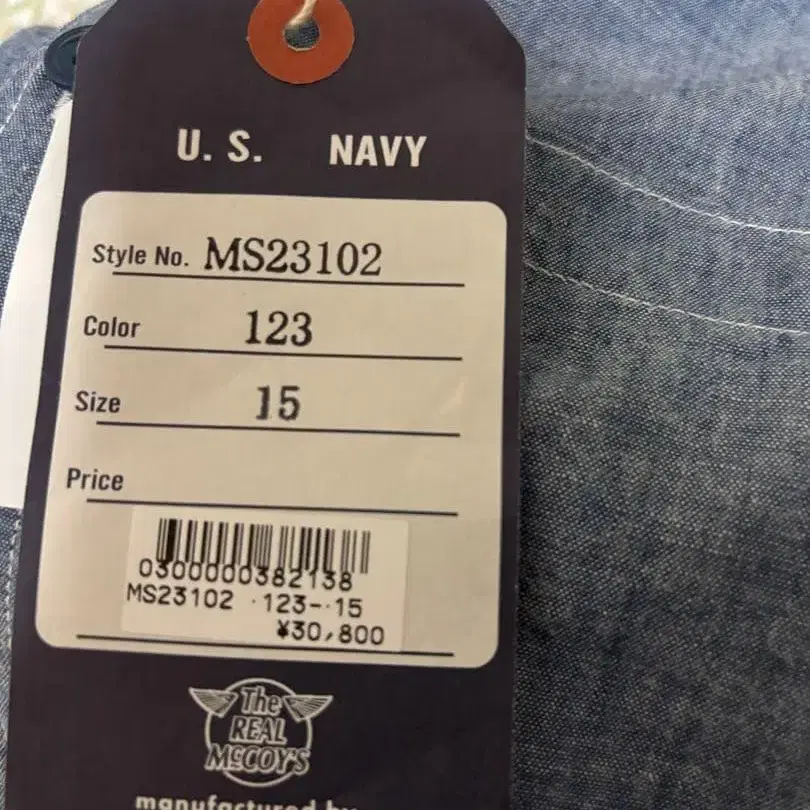 U. S. NAVY
Style No. MS23102
Color 123
Size 15
Price
0300000382138
MS23102 ·123-·15
¥30,800
The
REAL
McCOY'S
manufactured by